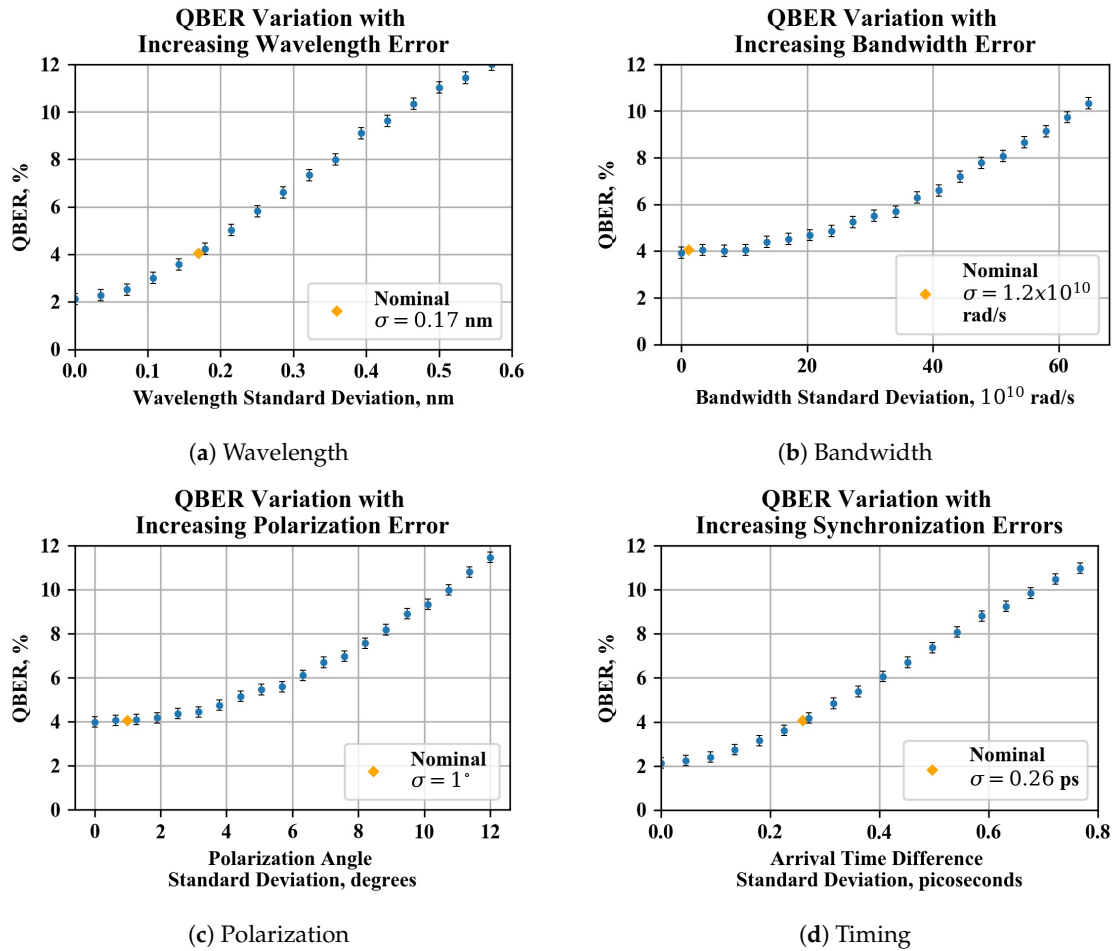 QBER Variation with
Increasing Wavelength Error
12
10
8
6
4
2
0
QBER, %
0.0 0.1 0.2 0.3 0.4 0.5 0.6
Nominal
σ = 0.17 nm
Wavelength Standard Deviation, nm
(a) Wavelength
QBER Variation with
Increasing Bandwidth Error
12
10
8
6
4
2
0
QBER, %
0 20 40 60
Nominal
σ = 1.2x10¹⁰
rad/s
Bandwidth Standard Deviation, 10¹⁰ rad/s
(b) Bandwidth
QBER Variation with
Increasing Polarization Error
12
10
8
6
4
2
0
QBER, %
0 2 4 6 8 10 12
Nominal
σ = 1°
Polarization Angle
Standard Deviation, degrees
(c) Polarization
QBER Variation with
Increasing Synchronization Errors
12
10
8
6
4
2
0
QBER, %
0.0 0.2 0.4 0.6 0.8
Nominal
σ = 0.26 ps
Arrival Time Difference
Standard Deviation, picoseconds
(d) Timing